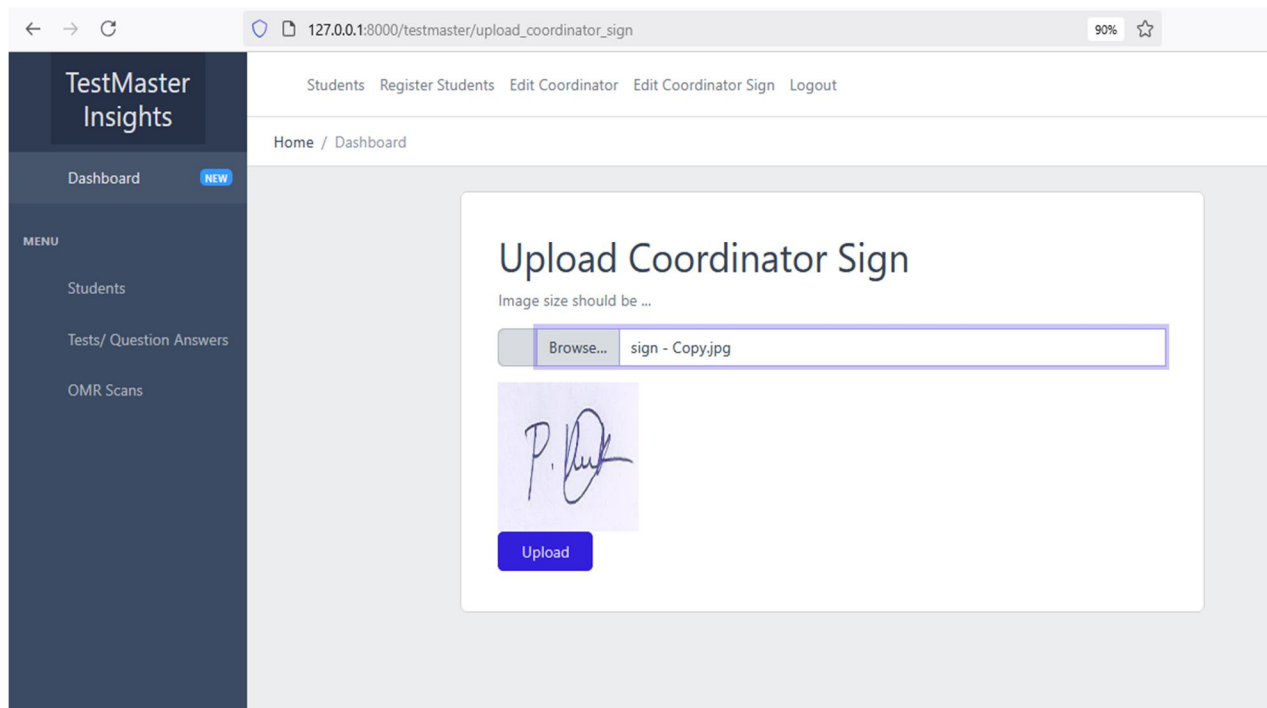 127.0.0.1:8000/testmaster/upload_coordinator_sign
90%
TestMaster
Insights
Students Register Students Edit Coordinator Edit Coordinator Sign Logout
Home / Dashboard
Dashboard NEW
MENU
Students
Tests/ Question Answers
OMR Scans
Upload Coordinator Sign
Image size should be ...
Browse... sign - Copy.jpg
P.
Upload